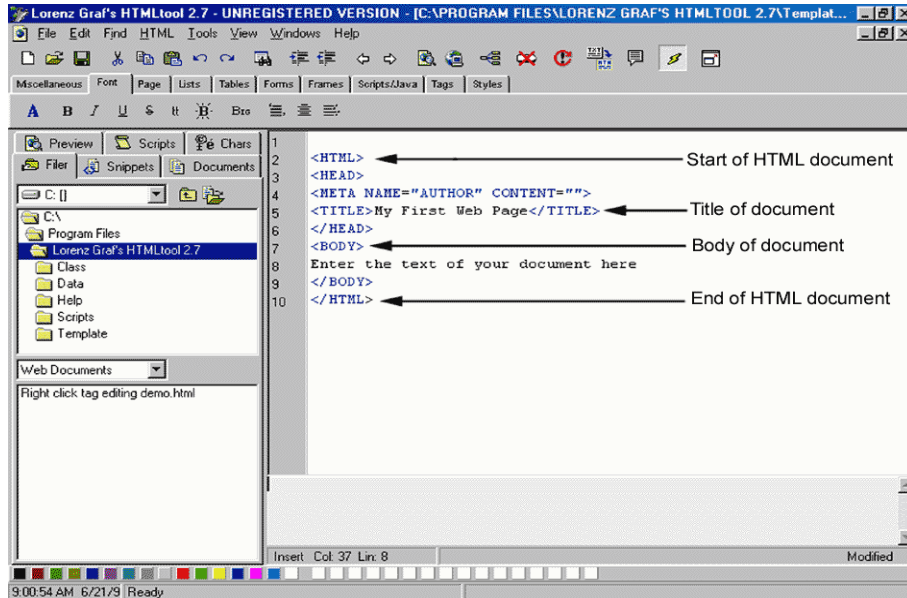 Lorenz Graf's HTMLtool 2.7 - UNREGISTERED VERSION - [C:\PROGRAM FILES\LORENZ GRAF'S HTMLTOOL 2.7\Templat...
File Edit Find HTML Tools View Windows Help
Miscellaneous Font Page Lists Tables Forms Frames Scripts/Java Tags Styles
A B I U S tt B Bro
Preview Scripts Pé Chars
Filer Snippets Documents
C: []
C:\
Program Files
Lorenz Graf's HTMLtool 2.7
Class
Data
Help
Scripts
Template
Web Documents
Right click tag editing demo.html
1
2 <HTML> Start of HTML document
3 <HEAD>
4 <META NAME="AUTHOR" CONTENT="">
5 <TITLE>My First Web Page</TITLE> Title of document
6 </HEAD>
7 <BODY> Body of document
8 Enter the text of your document here
9 </BODY>
10 </HTML> End of HTML document
Insert Col: 37 Lin: 8 Modified
9:00:54 AM 6/21/9 Ready